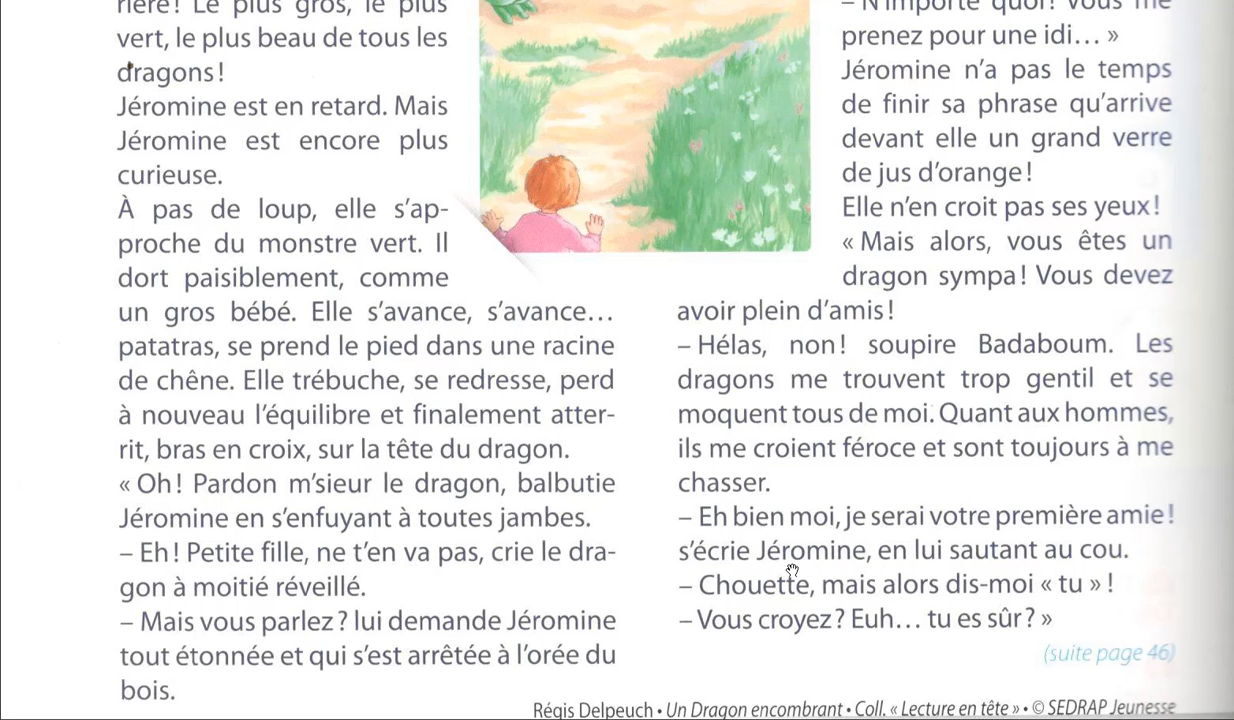 rière ! Le plus gros, le plus
vert, le plus beau de tous les
dragons !
Jéromine est en retard. Mais
Jéromine est encore plus
curieuse.
À pas de loup, elle s’ap-
proche du monstre vert. Il
dort paisiblement, comme
un gros bébé. Elle s’avance, s’avance…
patatras, se prend le pied dans une racine
de chêne. Elle trébuche, se redresse, perd
à nouveau l’équilibre et finalement atter-
rit, bras en croix, sur la tête du dragon.
« Oh ! Pardon m’sieur le dragon, balbutie
Jéromine en s’enfuyant à toutes jambes.
– Eh ! Petite fille, ne t’en va pas, crie le dra-
gon à moitié réveillé.
– Mais vous parlez ? lui demande Jéromine
tout étonnée et qui s’est arrêtée à l’orée du
bois.
– N’importe quoi ! Vous me
prenez pour une idi… »
Jéromine n’a pas le temps
de finir sa phrase qu’arrive
devant elle un grand verre
de jus d’orange !
Elle n’en croit pas ses yeux !
« Mais alors, vous êtes un
dragon sympa ! Vous devez
avoir plein d’amis !
– Hélas, non ! soupire Badaboum. Les
dragons me trouvent trop gentil et se
moquent tous de moi. Quant aux hommes,
ils me croient féroce et sont toujours à me
chasser.
– Eh bien moi, je serai votre première amie !
s’écrie Jéromine, en lui sautant au cou.
– Chouette, mais alors dis-moi « tu » !
– Vous croyez ? Euh… tu es sûr ? »
(suite page 46)
Régis Delpeuch • Un Dragon encombrant • Coll. « Lecture en tête » • © SEDRAP Jeunesse